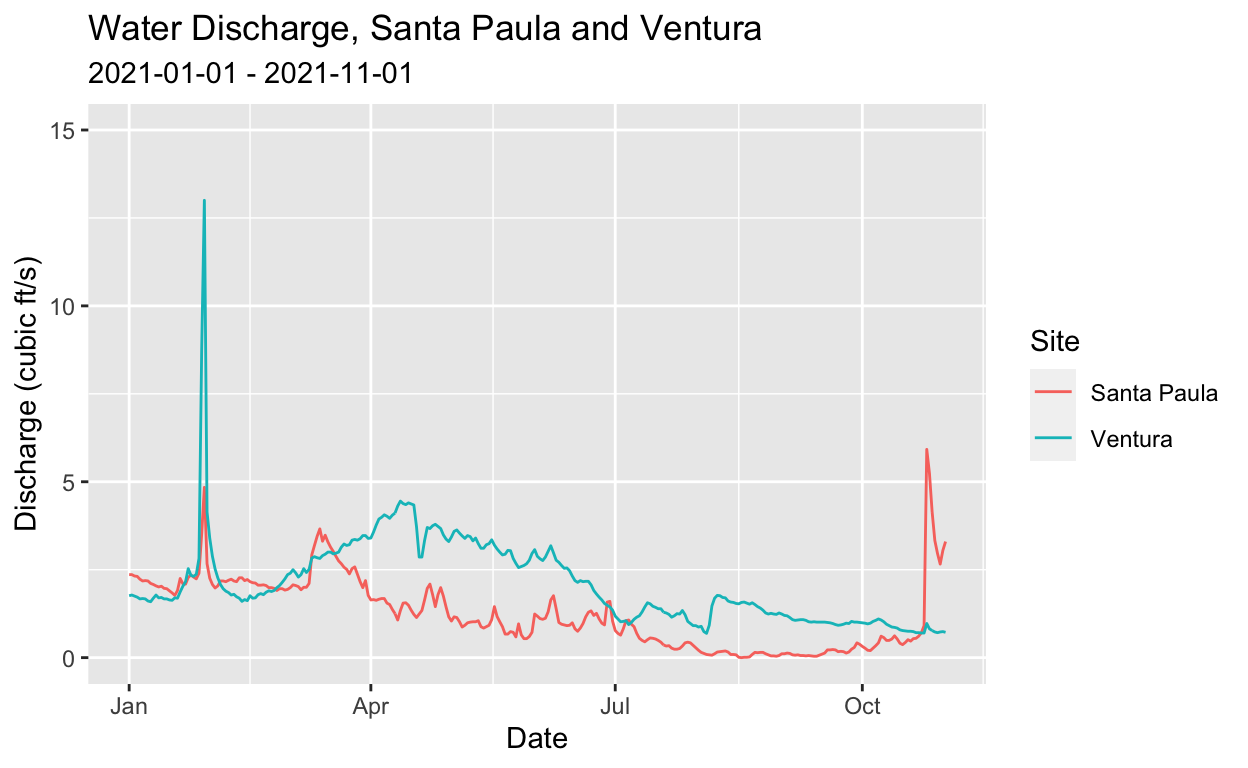 Water Discharge, Santa Paula and Ventura
2021-01-01 - 2021-11-01
15
10
5
0
Discharge (cubic ft/s)
Jan Apr Jul Oct
Date
Site
Santa Paula
Ventura